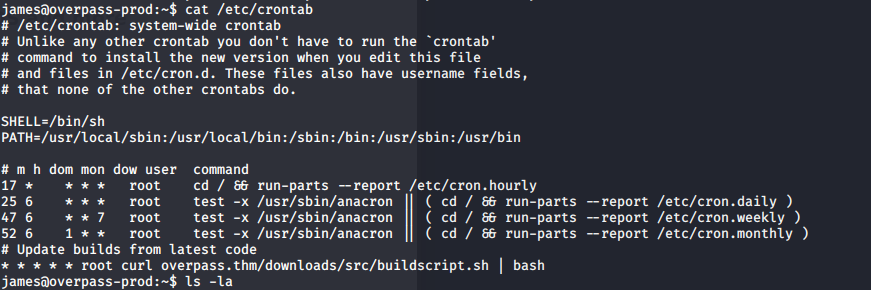 james@overpass-prod:~$ cat /etc/crontab
# /etc/crontab: system-wide crontab
# Unlike any other crontab you don't have to run the `crontab'
# command to install the new version when you edit this file
# and files in /etc/cron.d. These files also have username fields,
# that none of the other crontabs do.

SHELL=/bin/sh
PATH=/usr/local/sbin:/usr/local/bin:/sbin:/bin:/usr/sbin:/usr/bin

# m h dom mon dow user  command
17 *    * * *   root    cd / && run-parts --report /etc/cron.hourly
25 6    * * *   root    test -x /usr/sbin/anacron || ( cd / && run-parts --report /etc/cron.daily )
47 6    * * 7   root    test -x /usr/sbin/anacron || ( cd / && run-parts --report /etc/cron.weekly )
52 6    1 * *   root    test -x /usr/sbin/anacron || ( cd / && run-parts --report /etc/cron.monthly )
# Update builds from latest code
* * * * * root curl overpass.thm/downloads/src/buildscript.sh | bash
james@overpass-prod:~$ ls -la